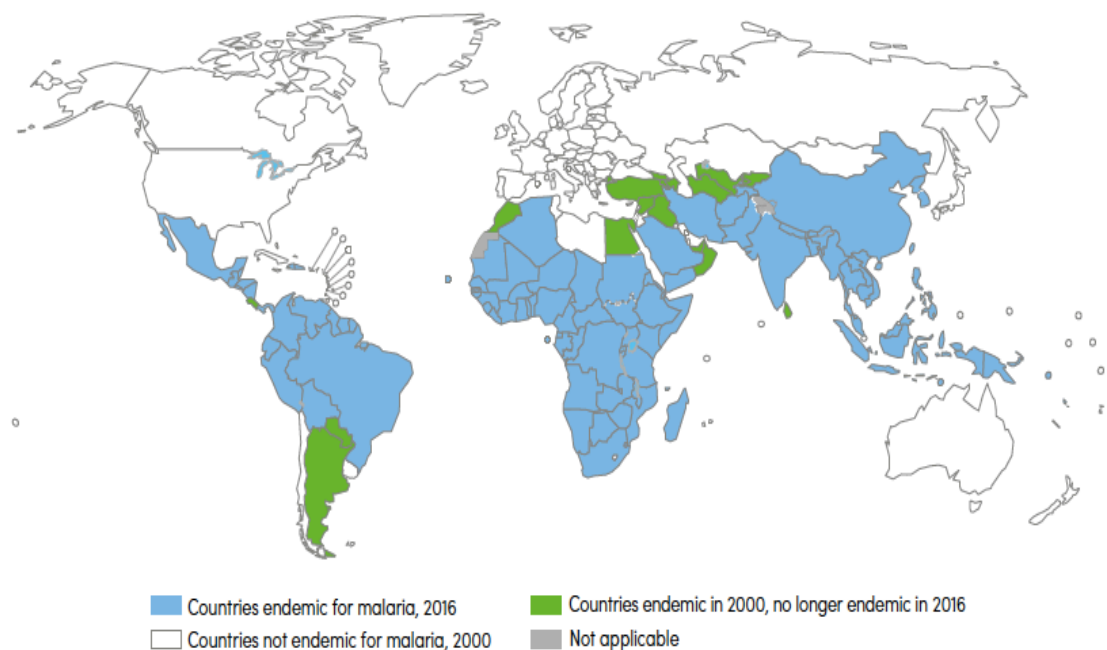 Countries endemic for malaria, 2016
Countries endemic in 2000, no longer endemic in 2016
Countries not endemic for malaria, 2000
Not applicable